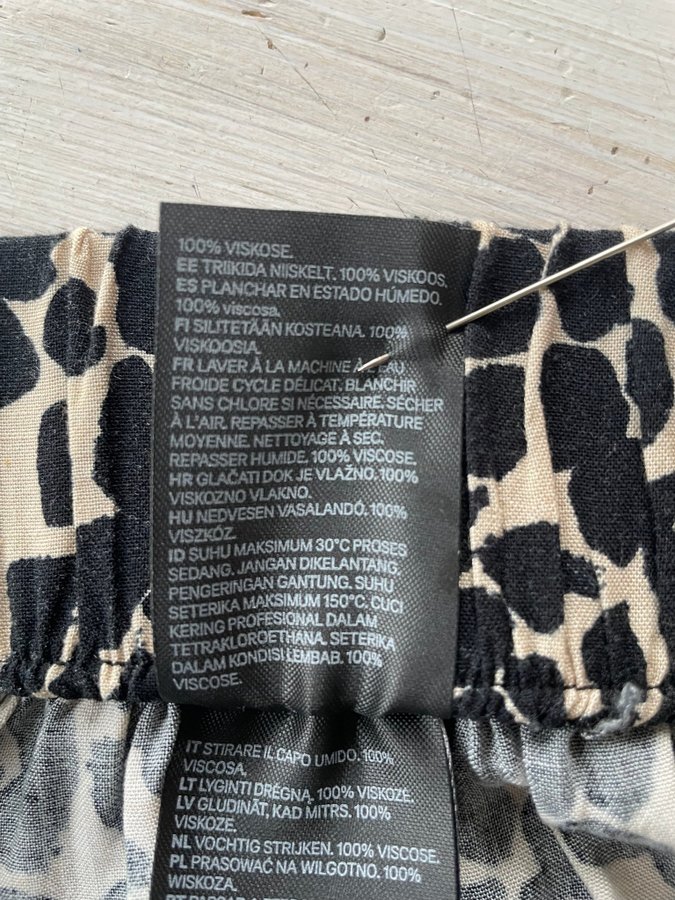 100% VISKOSE.
EE TRIIKIDA NIISKELT. 100% VISKOOS.
ES PLANCHAR EN ESTADO HÚMEDO.
100% viscosa.
FI SILITETÄÄN KOSTEANA. 100%
VISKOOSIA.
FR LAVER À LA MACHINE À EAU
FROIDE CYCLE DÉLICAT. BLANCHIR
SANS CHLORE SI NÉCESSAIRE. SÉCHER
À L'AIR. REPASSER À TEMPÉRATURE
MOYENNE. NETTOYAGE À SEC.
REPASSER HUMIDE. 100% VISCOSE.
HR GLAČATI DOK JE VLAŽNO. 100%
VISKOZNO VLAKNO.
HU NEDVESEN VASALANDÓ. 100%
VISZKÓZ.
ID SUHU MAKSIMUM 30°C PROSES
SEDANG. JANGAN DIKELANTANG.
PENGERINGAN GANTUNG. SUHU
SETERIKA MAKSIMUM 150°C. CUCI
KERING PROFESIONAL DALAM
TETRAKLOROETHANA. SETERIKA
DALAM KONDISI LEMBAB. 100%
VISCOSE.
IT STIRARE IL CAPO UMIDO. 100%
VISCOSA.
LT LYGINTI DRĖGNĄ. 100% VISKOZĖ.
LV GLUDINĀT, KAD MITRS. 100%
VISKOZE.
NL VOCHTIG STRIJKEN. 100% VISCOSE.
PL PRASOWAĆ NA WILGOTNO. 100%
WISKOZA.